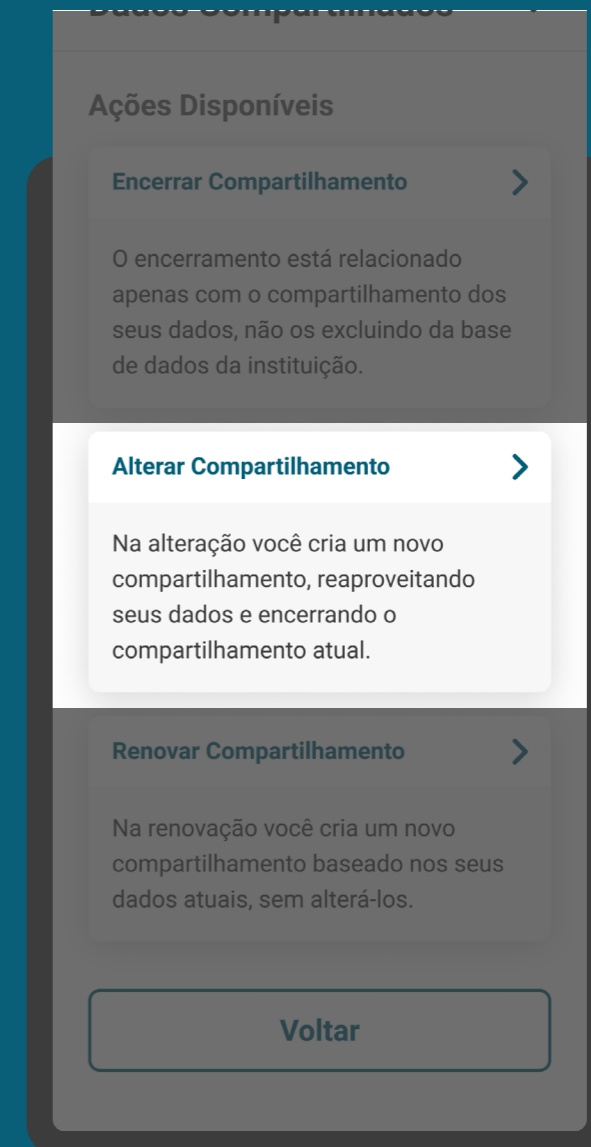 Dados Compartilhados
Ações Disponíveis
Encerrar Compartilhamento
O encerramento está relacionado
apenas com o compartilhamento dos
seus dados, não os excluindo da base
de dados da instituição.
Alterar Compartilhamento
Na alteração você cria um novo
compartilhamento, reaproveitando
seus dados e encerrando o
compartilhamento atual.
Renovar Compartilhamento
Na renovação você cria um novo
compartilhamento baseado nos seus
dados atuais, sem alterá-los.
Voltar